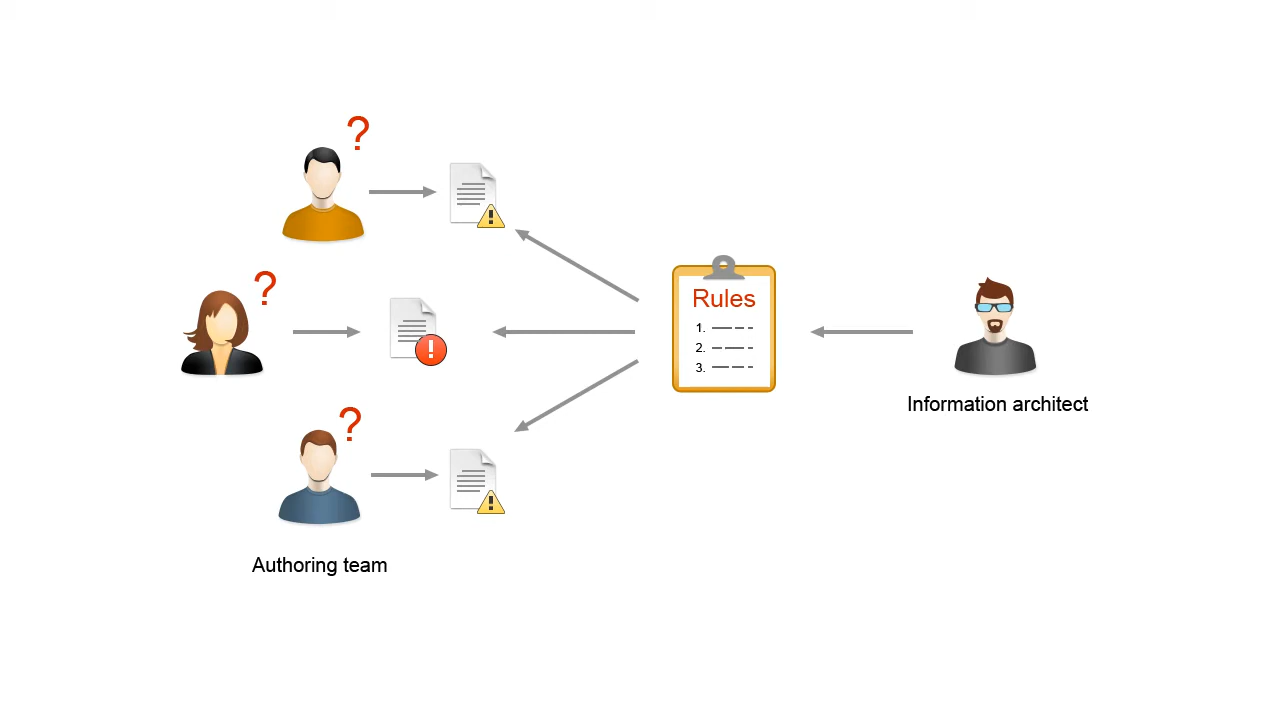 ?
?
?
Rules
1.
2.
3.
Information architect
Authoring team